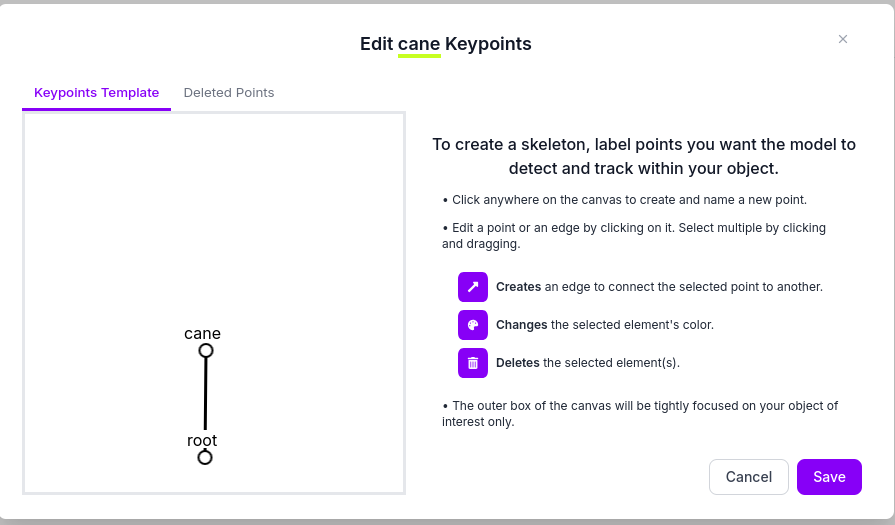 Edit cane Keypoints
×
Keypoints Template
Deleted Points
To create a skeleton, label points you want the model to
detect and track within your object.
• Click anywhere on the canvas to create and name a new point.
• Edit a point or an edge by clicking on it. Select multiple by clicking
and dragging.
Creates an edge to connect the selected point to another.
Changes the selected element's color.
Deletes the selected element(s).
• The outer box of the canvas will be tightly focused on your object of
interest only.
cane
root
Cancel
Save